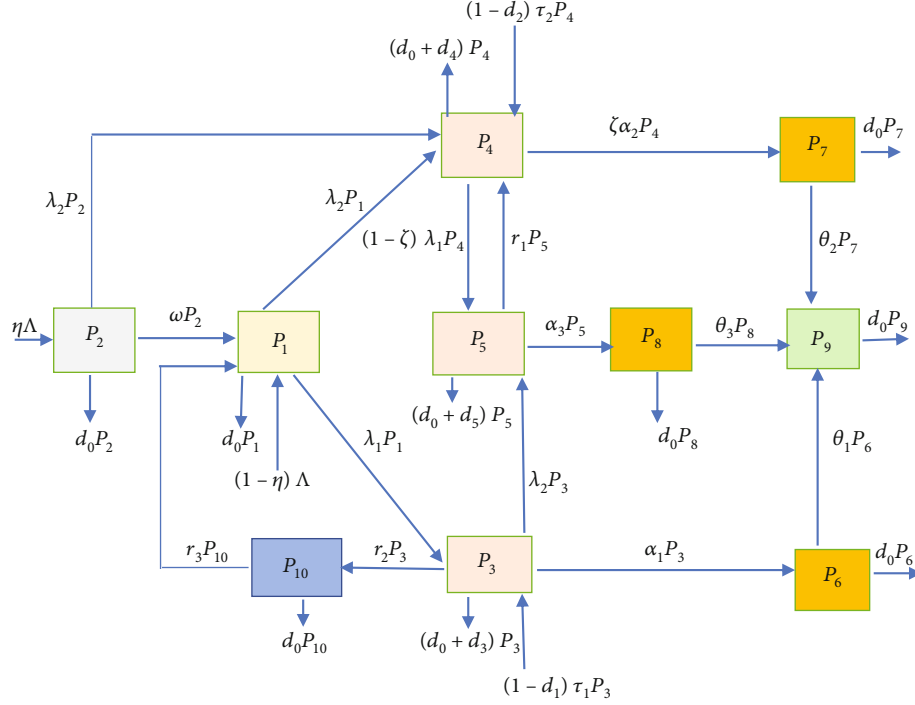 (1 – d₂) τ₂P₄
(d₀ + d₄) P₄
P₄
ζα₂P₄
P₇
d₀P₇
λ₂P₂
λ₂P₁
(1 – ζ) λ₁P₄
r₁P₅
θ₂P₇
ηΛ
P₂
ωP₂
P₁
P₅
α₃P₅
P₈
θ₃P₈
P₉
d₀P₉
d₀P₂
d₀P₁
(1 – η) Λ
λ₁P₁
(d₀ + d₅) P₅
d₀P₈
θ₁P₆
λ₂P₃
r₃P₁₀
P₁₀
r₂P₃
P₃
α₁P₃
P₆
d₀P₆
d₀P₁₀
(d₀ + d₃) P₃
(1 – d₁) τ₁P₃